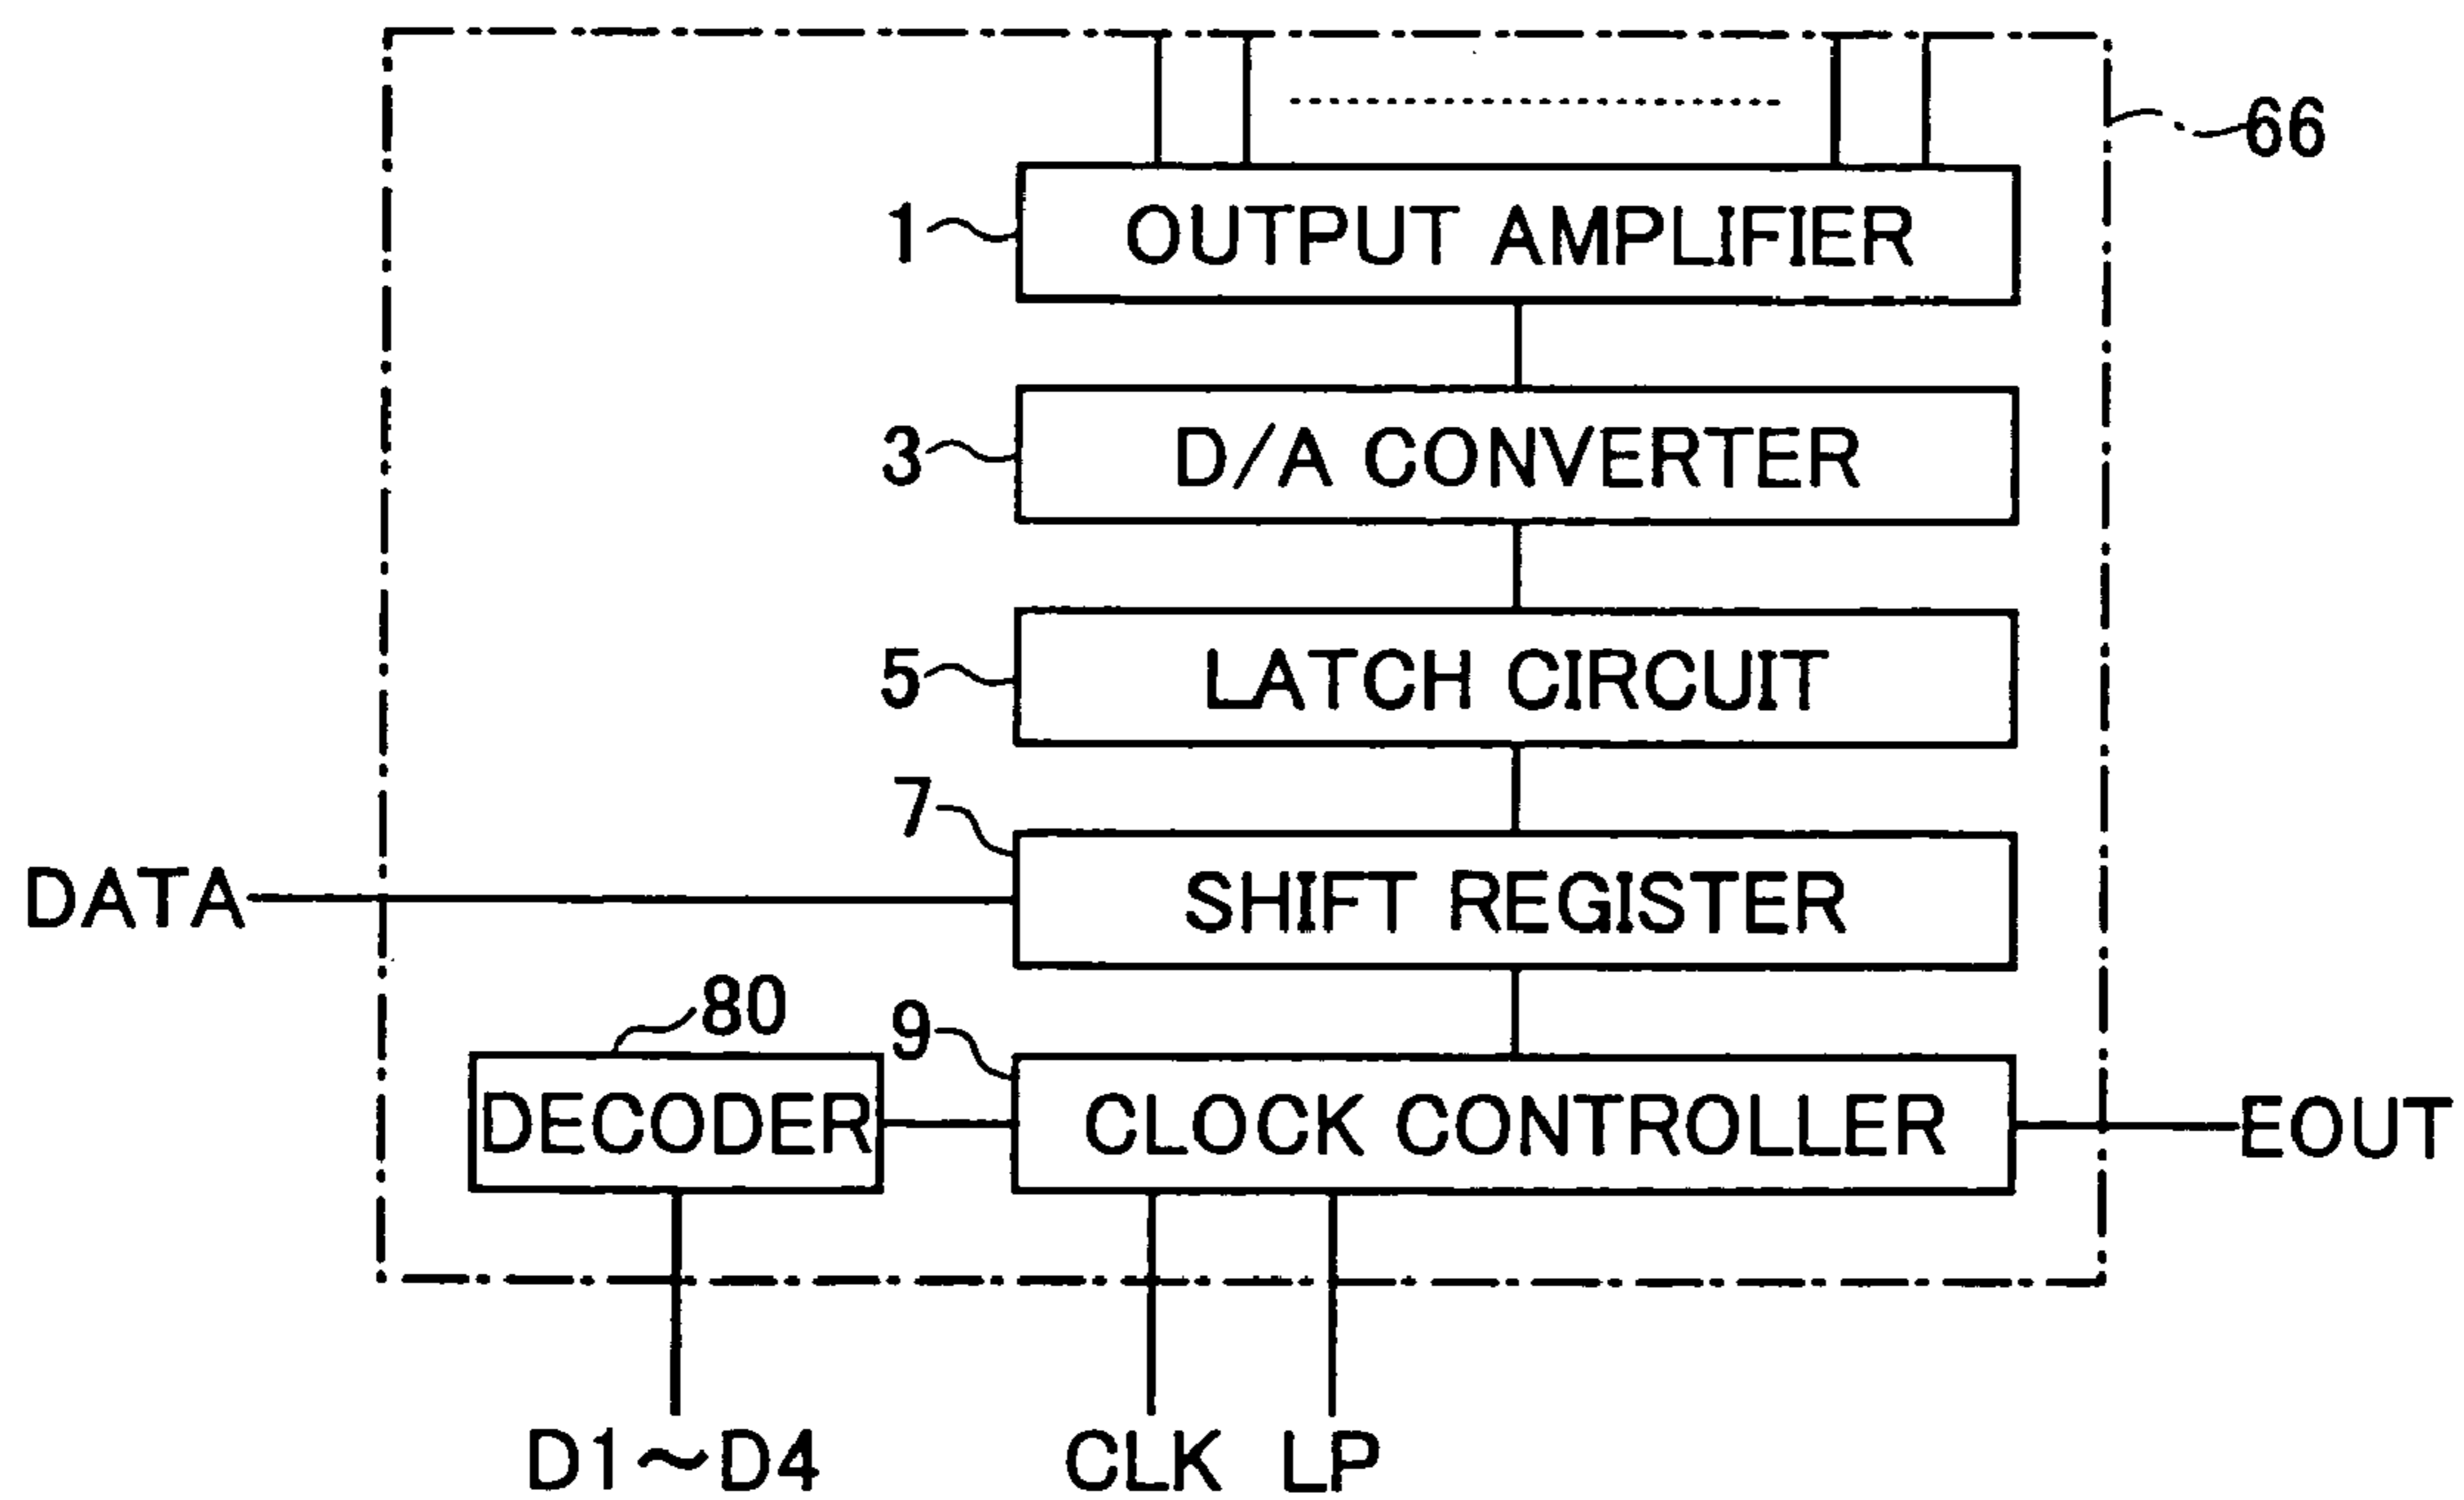 66
1 OUTPUT AMPLIFIER
3 D/A CONVERTER
5 LATCH CIRCUIT
7
DATA SHIFT REGISTER
80 9
DECODER CLOCK CONTROLLER EOUT
D1～D4 CLK LP